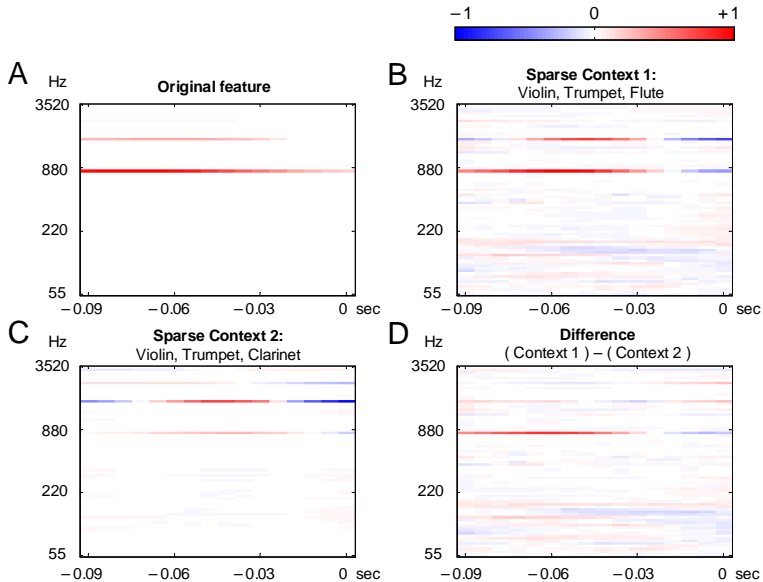 −1 0 +1
A Hz Original feature
3520
880
220
55
−0.09 −0.06 −0.03 0 sec
B Hz Sparse Context 1:
Violin, Trumpet, Flute
3520
880
220
55
−0.09 −0.06 −0.03 0 sec
C Hz Sparse Context 2:
Violin, Trumpet, Clarinet
3520
880
220
55
−0.09 −0.06 −0.03 0 sec
D Hz Difference
( Context 1 ) − ( Context 2 )
3520
880
220
55
−0.09 −0.06 −0.03 0 sec